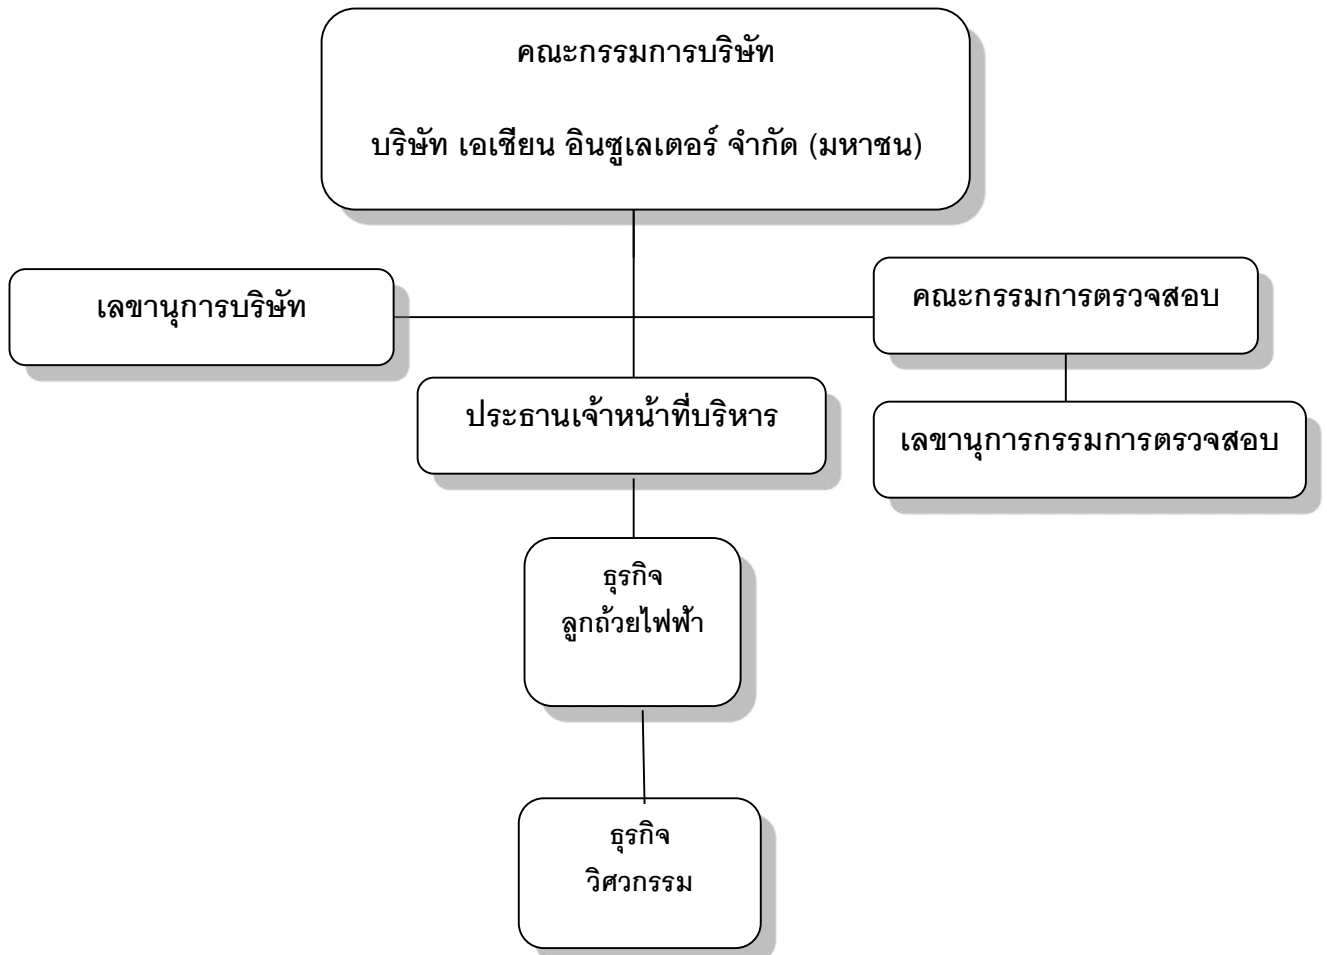 คณะกรรมการบริษัท
บริษัท เอเชียน อินซูเลเตอร์ จำกัด (มหาชน)
เลขานุการบริษัท
คณะกรรมการตรวจสอบ
ประธานเจ้าหน้าที่บริหาร
เลขานุการกรรมการตรวจสอบ
ธุรกิจ
ลูกถ้วยไฟฟ้า
ธุรกิจ
วิศวกรรม